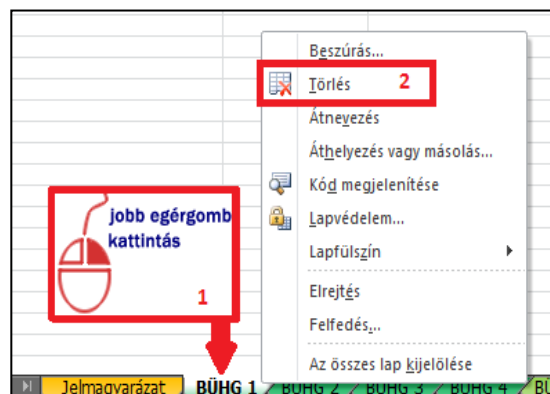 Beszúrás...
Törlés
2
Átnevezés
Áthelyezés vagy másolás...
Kód megjelenítése
Lapvédelem...
Lapfülszín
Elrejtés
Felfedés...
Az összes lap kijelölése
jobb egérgomb
kattintás
1
Jelmagyarázat BÜHG 1 BÜHG 2 BÜHG 3 BÜHG 4 BÜ